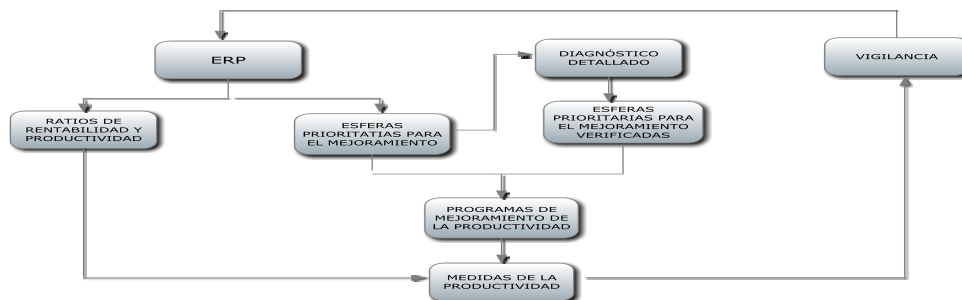 ERP
DIAGNÓSTICO
DETALLADO
VIGILANCIA
RATIOS DE
RENTABILIDAD Y
PRODUCTIVIDAD
ESFERAS
PRIORITATIAS PARA
EL MEJORAMIENTO
ESFERAS
PRIORITARIAS PARA
EL MEJORAMIENTO
VERIFICADAS
PROGRAMAS DE
MEJORAMIENTO DE
LA PRODUCTIVIDAD
MEDIDAS DE LA
PRODUCTIVIDAD